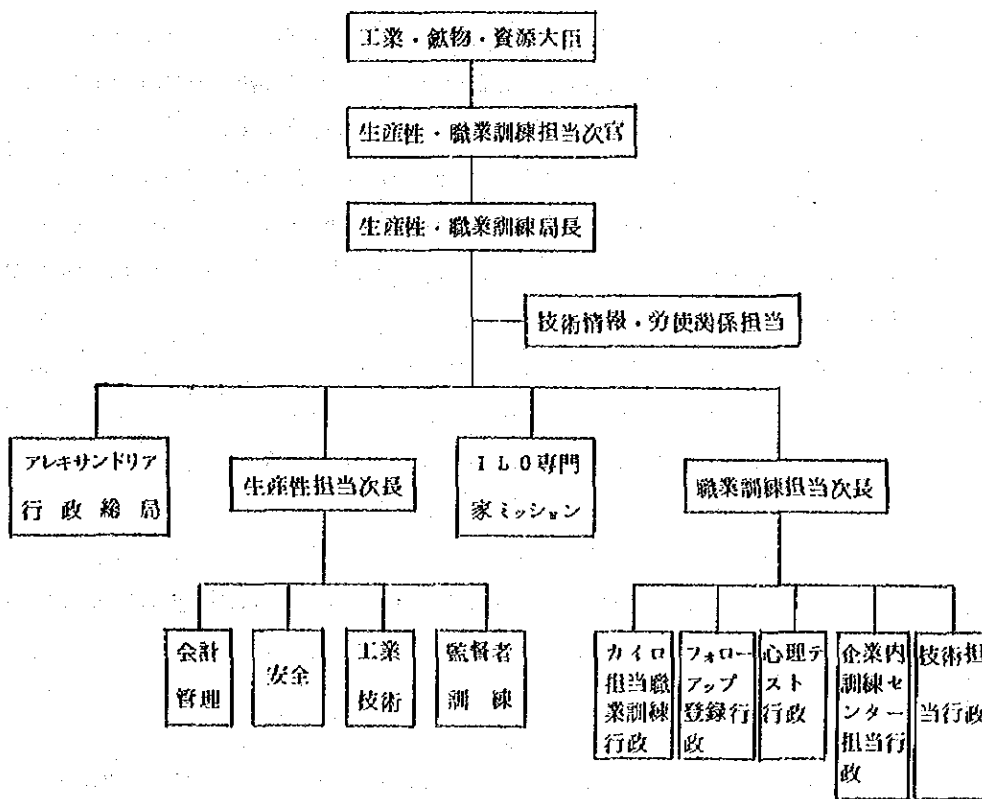 工業・鉱物・資源大臣
生産性・職業訓練担当次官
生産性・職業訓練局長
技術情報・労使関係担当
アレキサンドリア
行政総局
生産性担当次長
ILO専門
家ミッション
職業訓練担当次長
会計
管理
安全
工業
技術
監督者
訓練
カイロ
担当職
業訓練
行政
フォロー
アップ
登録行
政
心理テ
スト
行政
企業内
訓練セ
ンター
担当行
政
技術担
当行政